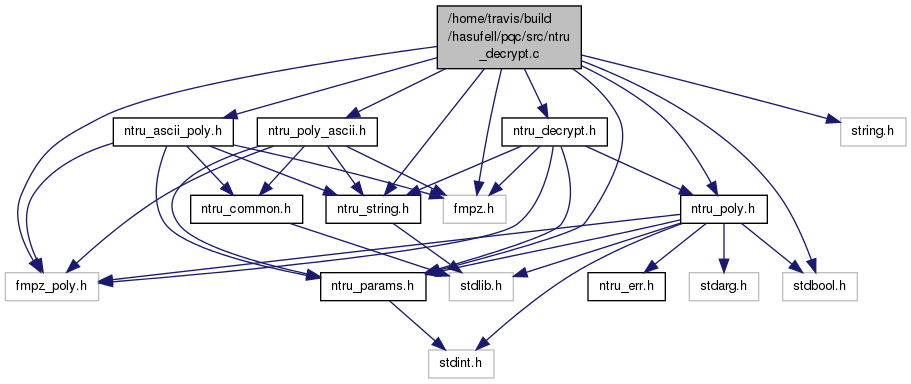 /home/travis/build
/hasufell/pqc/src/ntru
_decrypt.c
ntru_ascii_poly.h
ntru_poly_ascii.h
ntru_decrypt.h
string.h
ntru_common.h
ntru_string.h
fmpz.h
ntru_poly.h
fmpz_poly.h
ntru_params.h
stdlib.h
ntru_err.h
stdarg.h
stdbool.h
stdint.h